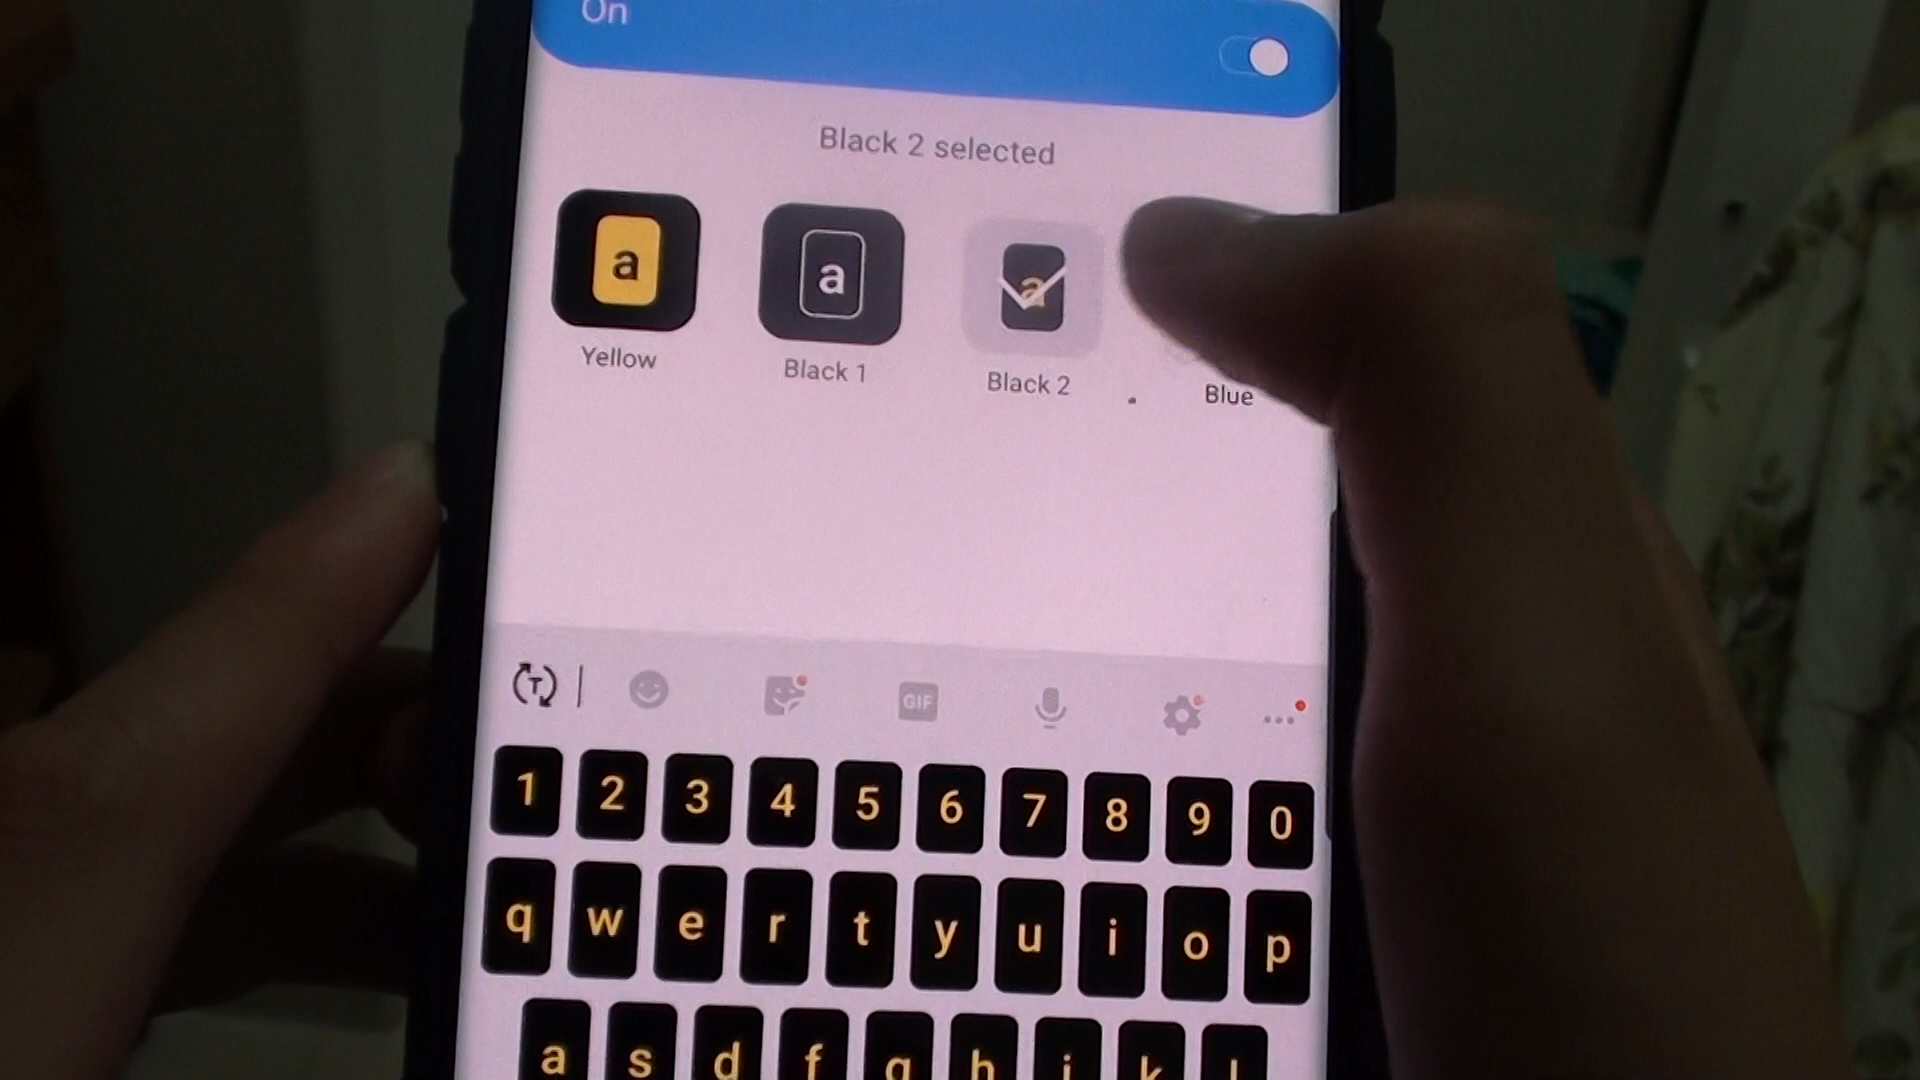 On
Black 2 selected
a a a
Yellow Black 1 Black 2 Blue
T GIF
1 2 3 4 5 6 7 8 9 0
q w e r t y u i o p
a s d f g h j k l